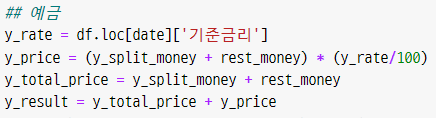 ## 예금
y_rate = df.loc[date]['기준금리']
y_price = (y_split_money + rest_money) * (y_rate/100)
y_total_price = y_split_money + rest_money
y_result = y_total_price + y_price